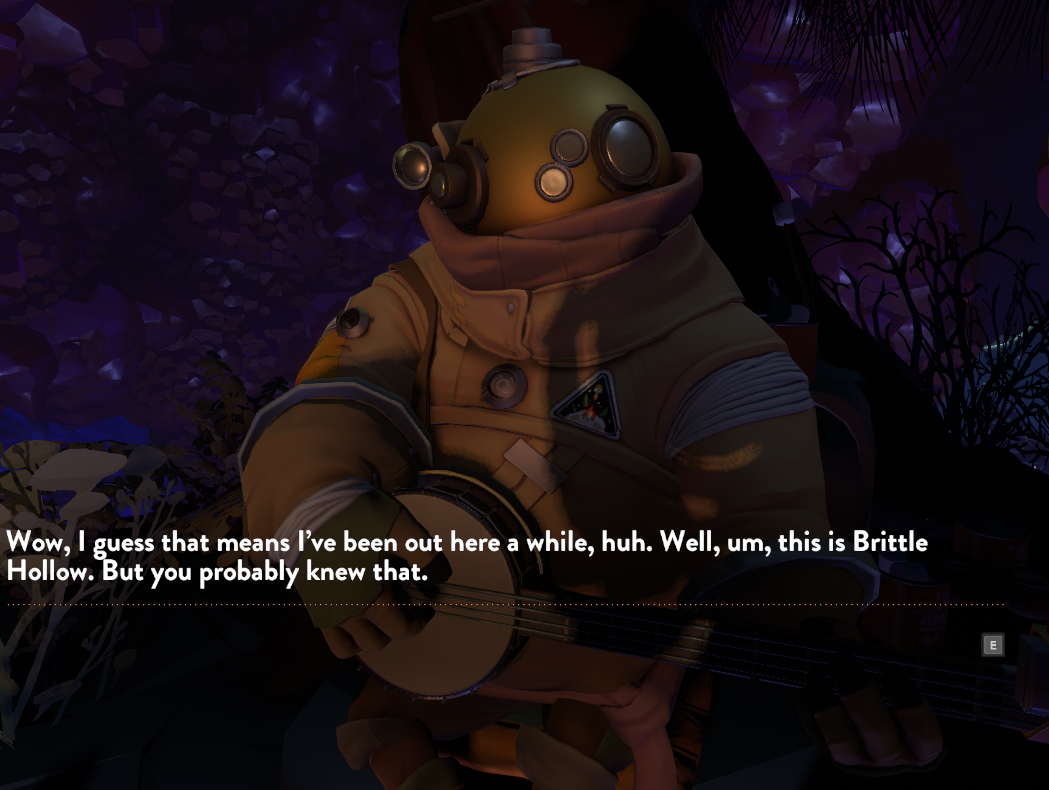 Wow, I guess that means I've been out here a while, huh. Well, um, this is Brittle
Hollow. But you probably knew that.
E